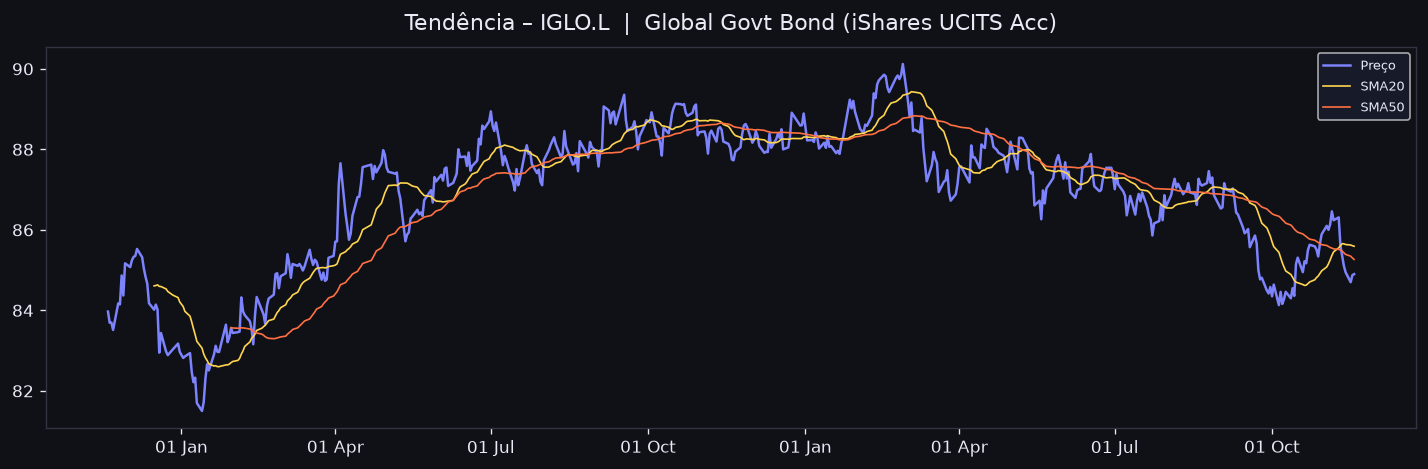 Tendência – IGLO.L | Global Govt Bond (iShares UCITS Acc)
Preço
SMA20
SMA50
90
88
86
84
82
01 Jan
01 Apr
01 Jul
01 Oct
01 Jan
01 Apr
01 Jul
01 Oct